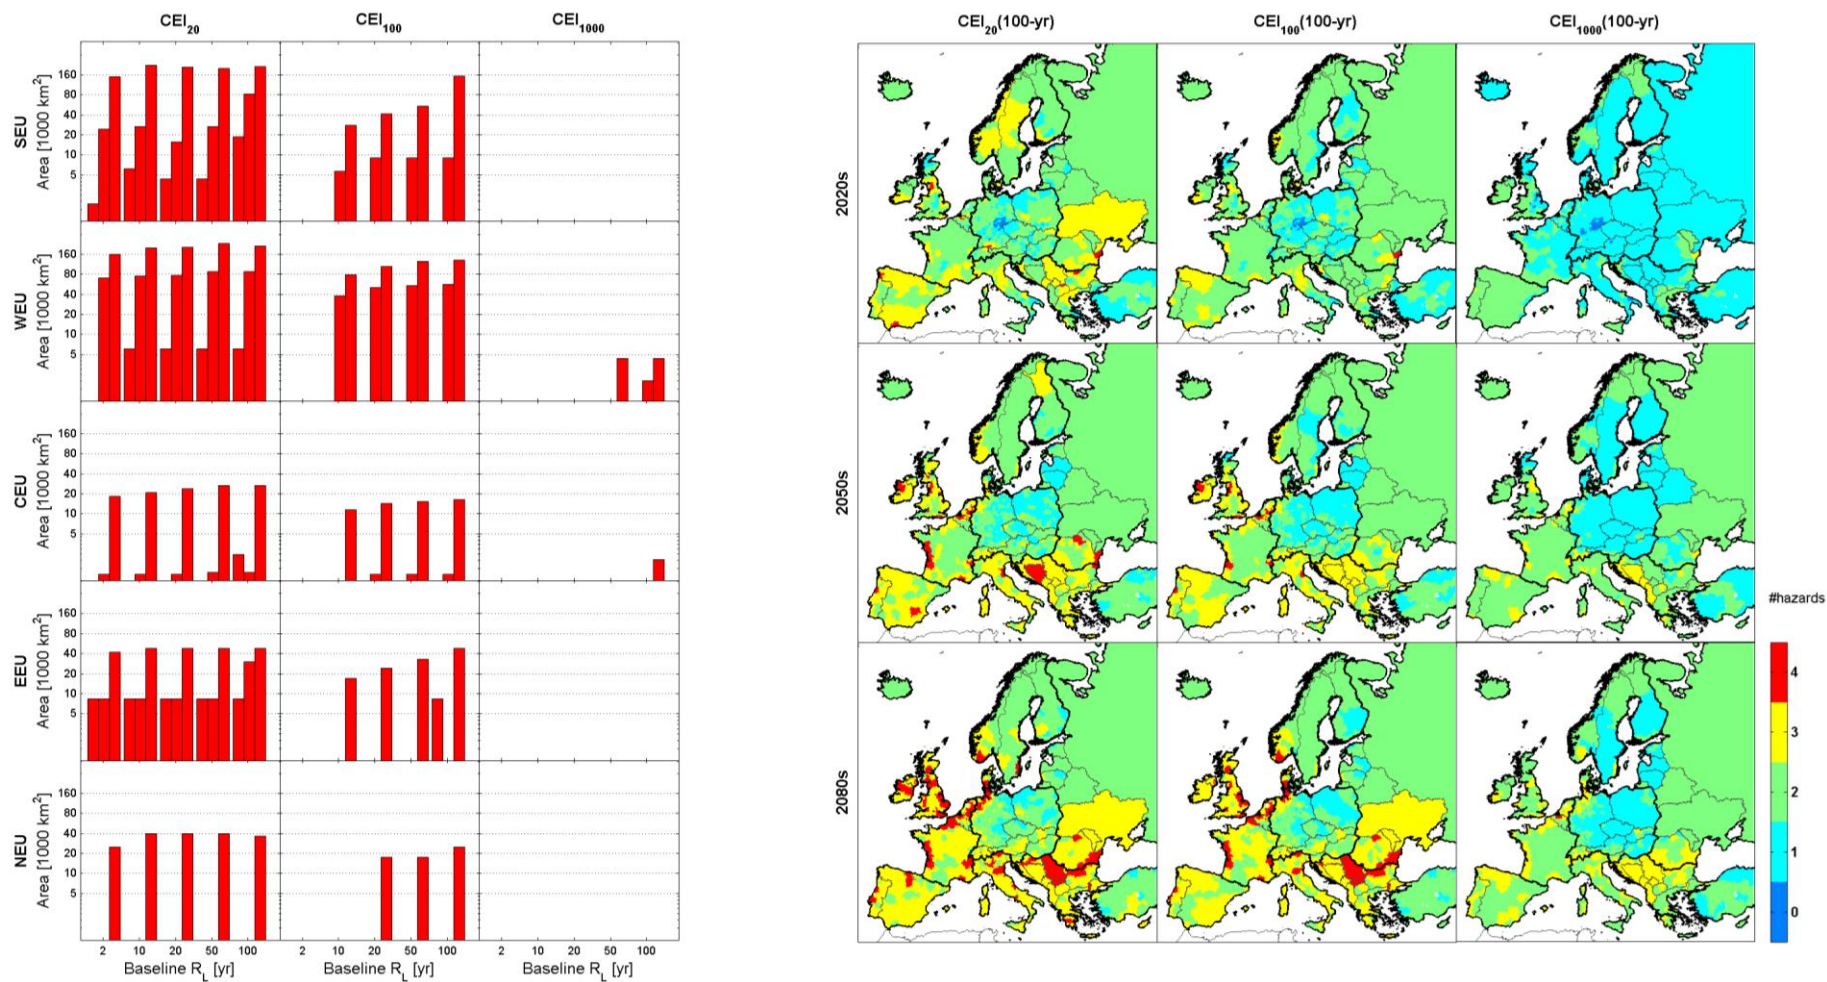 CEI20 CEI100 CEI1000
SEU
Area [1000 km2]
160
80
40
20
10
5
WEU
Area [1000 km2]
160
80
40
20
10
5
CEU
Area [1000 km2]
160
80
40
20
10
5
EEU
Area [1000 km2]
160
80
40
20
10
5
NEU
Area [1000 km2]
160
80
40
20
10
5
2 10 20 50 100 2 10 20 50 100 2 10 20 50 100
Baseline RL [yr] Baseline RL [yr] Baseline RL [yr]
CEI20(100-yr) CEI100(100-yr) CEI1000(100-yr)
2020s
2050s
2080s
#hazards
4
3
2
1
0